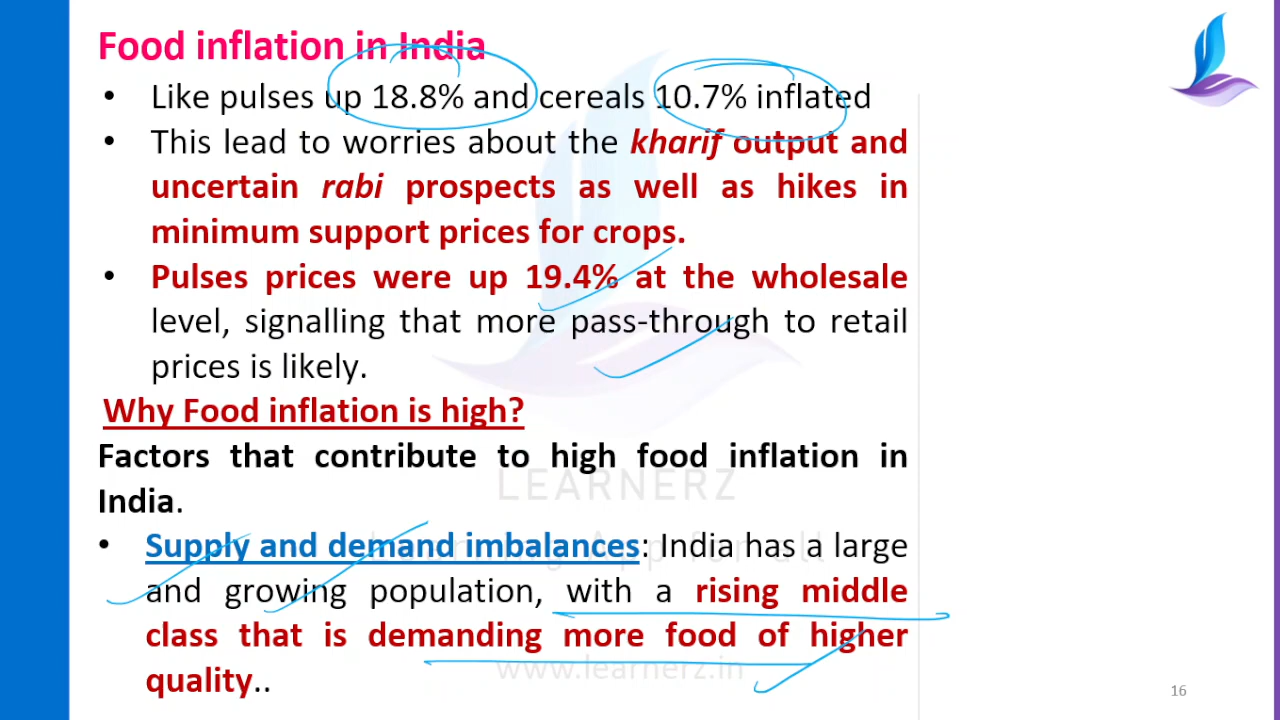 Food inflation in India
• Like pulses up 18.8% and cereals 10.7% inflated
• This lead to worries about the kharif output and
uncertain rabi prospects as well as hikes in
minimum support prices for crops.
• Pulses prices were up 19.4% at the wholesale
level, signalling that more pass-through to retail
prices is likely.
Why Food inflation is high?
Factors that contribute to high food inflation in
India.
LEARNERZ
• Supply and demand imbalances: India has a large
Learning App for all
and growing population, with a rising middle
class that is demanding more food of higher
www.learnerz.in
quality..
16